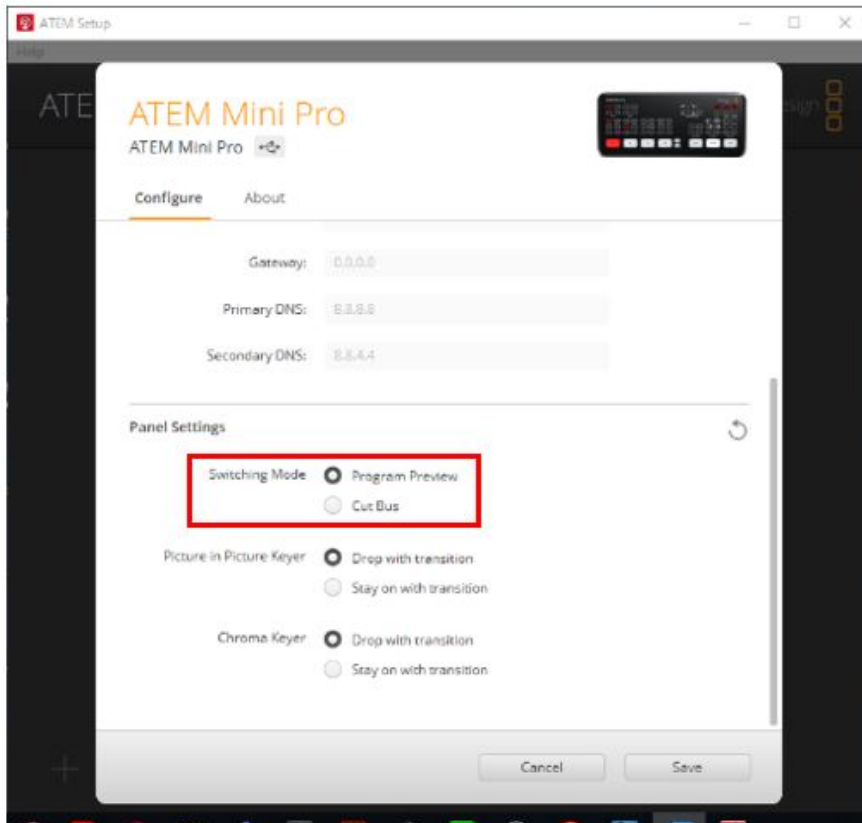 ATEM Setup
Help
ATE
sign
ATEM Mini Pro
ATEM Mini Pro
Configure About
Gateway: 0.0.0.0
Primary DNS: 8.8.8.8
Secondary DNS: 8.8.4.4
Panel Settings
Switching Mode Program Preview
Cut Bus
Picture in Picture Keyer Drop with transition
Stay on with transition
Chroma Keyer Drop with transition
Stay on with transition
Cancel Save